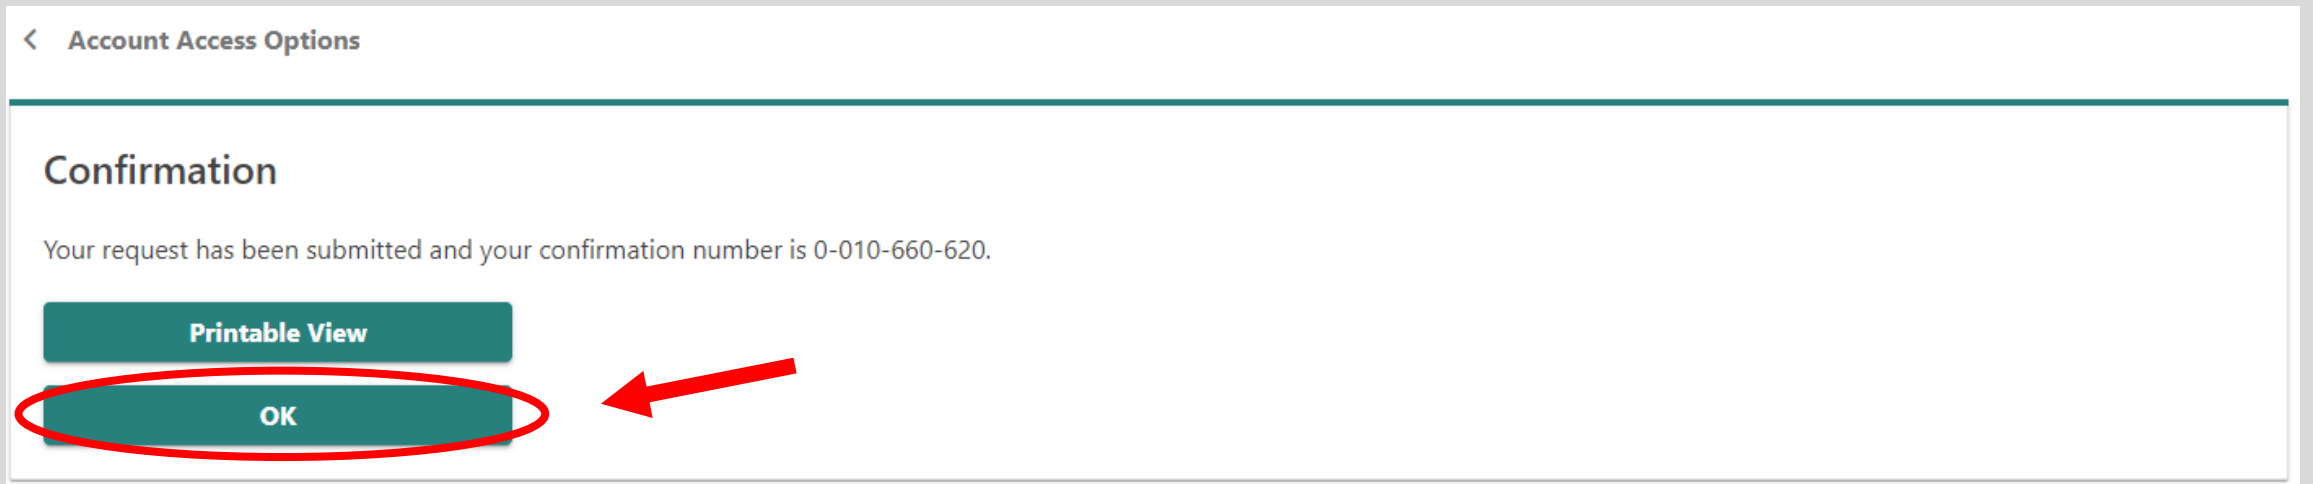 Account Access Options
Confirmation
Your request has been submitted and your confirmation number is 0-010-660-620.
Printable View
OK